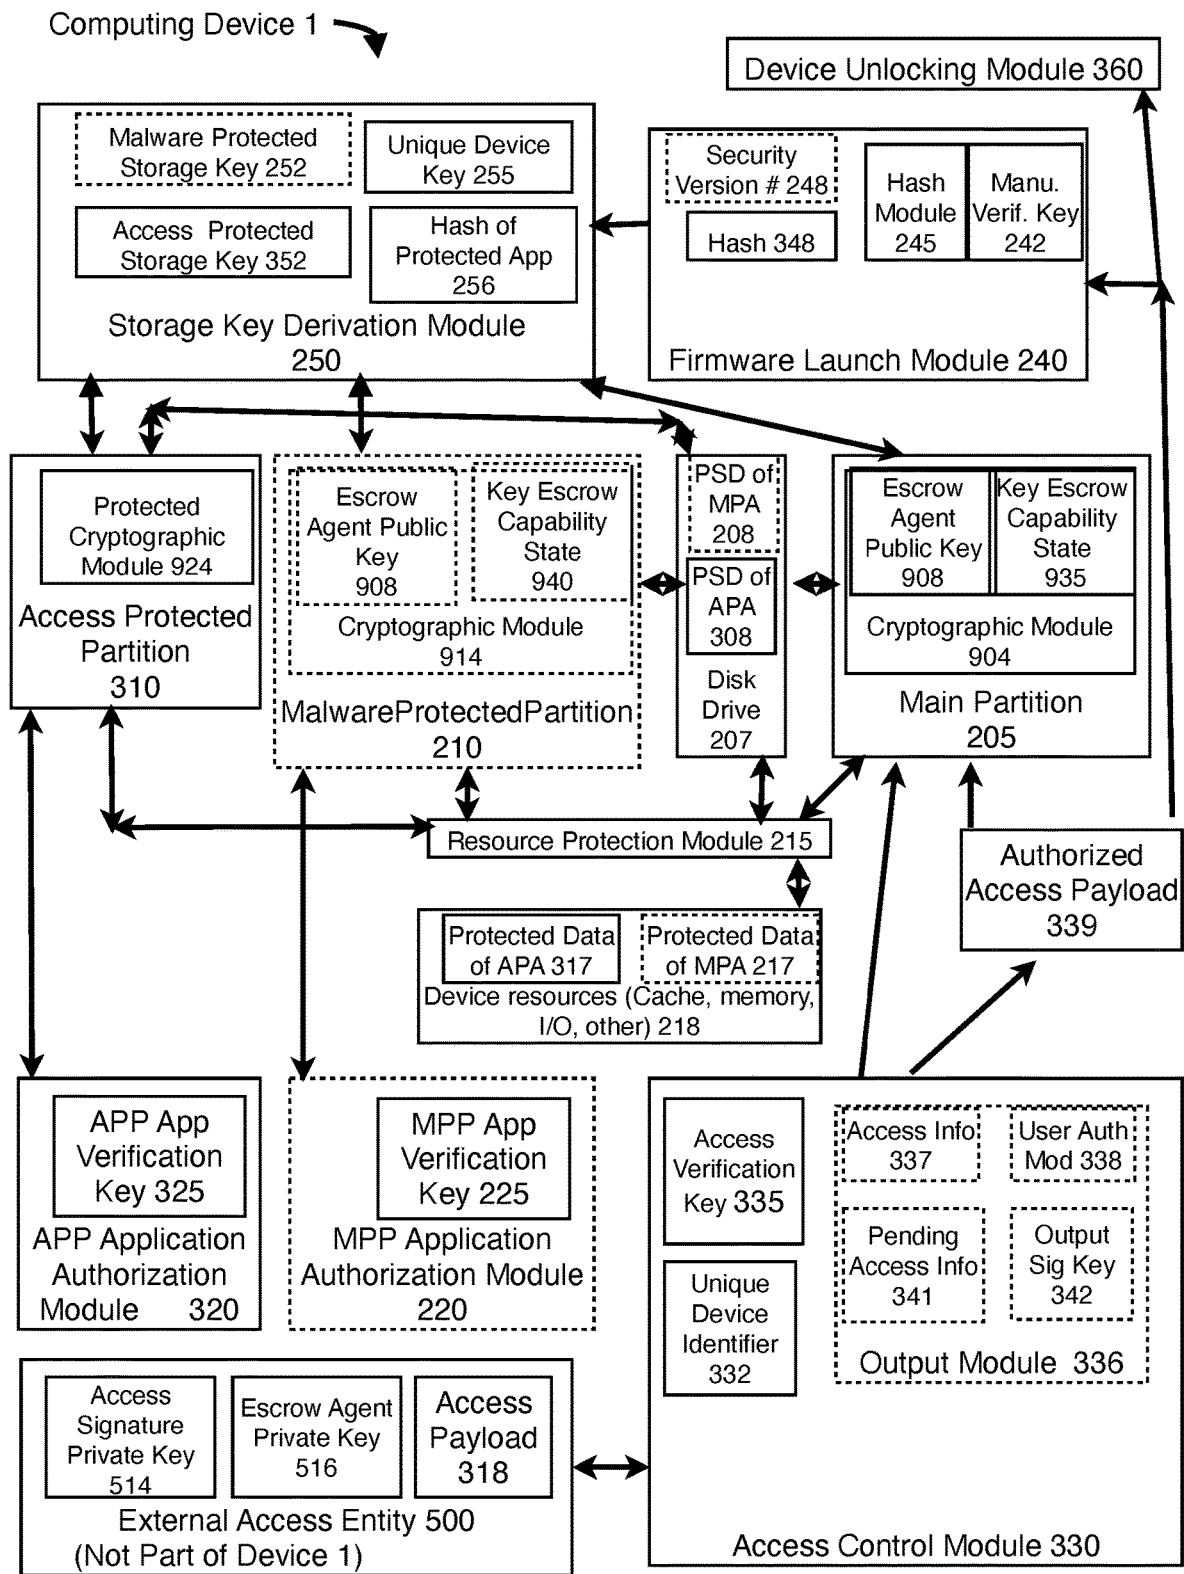 Computing Device 1
Device Unlocking Module 360
Malware Protected
Storage Key 252
Unique Device
Key 255
Access Protected
Storage Key 352
Hash of
Protected App
256
Storage Key Derivation Module
250
Security
Version # 248
Hash 348
Hash
Module
245
Manu.
Verif. Key
242
Firmware Launch Module 240
Protected
Cryptographic
Module 924
Access Protected
Partition
310
Escrow
Agent Public
Key
908
Key Escrow
Capability
State
940
Cryptographic Module
914
MalwareProtectedPartition
210
PSD of
MPA
208
PSD of
APA
308
Disk
Drive
207
Escrow
Agent
Public Key
908
Key Escrow
Capability
State
935
Cryptographic Module
904
Main Partition
205
Resource Protection Module 215
Authorized
Access Payload
339
Protected Data
of APA 317
Protected Data
of MPA 217
Device resources (Cache, memory,
I/O, other) 218
APP App
Verification
Key 325
APP Application
Authorization
Module 320
MPP App
Verification
Key 225
MPP Application
Authorization Module
220
Access
Verification
Key 335
Unique
Device
Identifier
332
Access Info
337
User Auth
Mod 338
Pending
Access Info
341
Output
Sig Key
342
Output Module 336
Access Control Module 330
Access
Signature
Private Key
514
Escrow Agent
Private Key
516
Access
Payload
318
External Access Entity 500
(Not Part of Device 1)